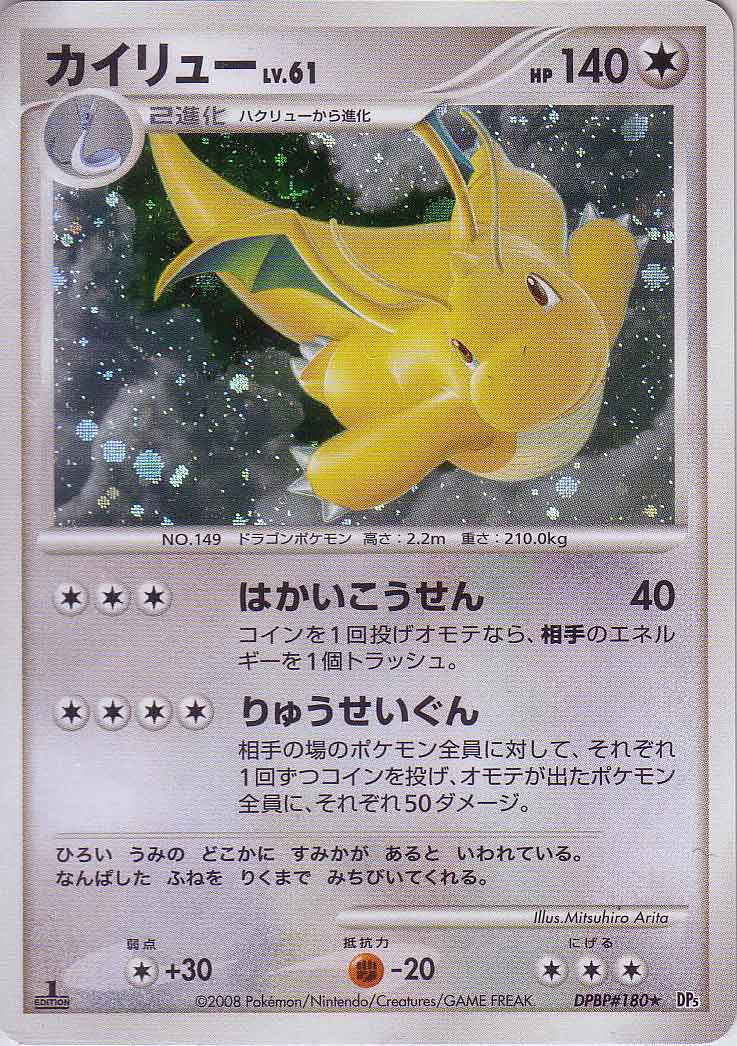 カイリュー LV.61 HP 140
2進化 ハクリューから進化
NO.149 ドラゴンポケモン 高さ：2.2m 重さ：210.0kg
はかいこうせん 40
コインを1回投げオモテなら、相手のエネル
ギーを1個トラッシュ。
りゅうせいぐん
相手の場のポケモン全員に対して、それぞれ
1回ずつコインを投げ、オモテが出たポケモン
全員に、それぞれ50ダメージ。
ひろい うみの どこかに すみかが あると いわれている。
なんぱした ふねを りくまで みちびいてくれる。
Illus.Mitsuhiro Arita
弱点 抵抗力 にげる
+30 -20
1 EDITION ©2008 Pokémon/Nintendo/Creatures/GAME FREAK. DPBP#180★ DP5